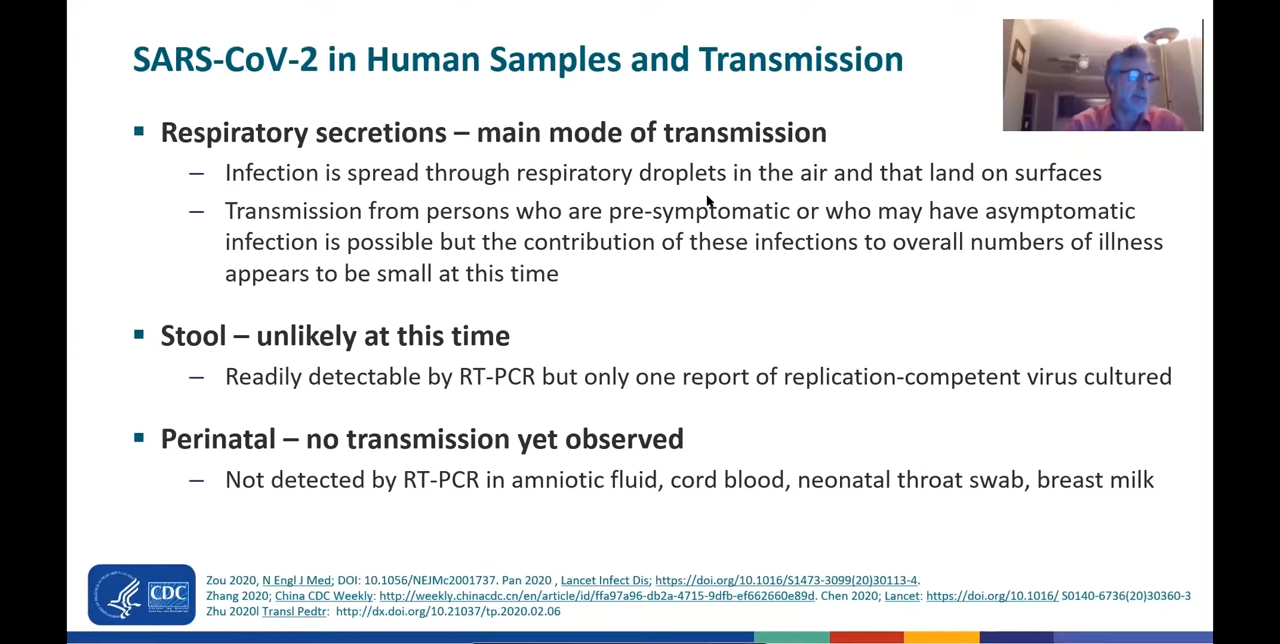 SARS-CoV-2 in Human Samples and Transmission
▪ Respiratory secretions – main mode of transmission
– Infection is spread through respiratory droplets in the air and that land on surfaces
– Transmission from persons who are pre-symptomatic or who may have asymptomatic
infection is possible but the contribution of these infections to overall numbers of illness
appears to be small at this time
▪ Stool – unlikely at this time
– Readily detectable by RT-PCR but only one report of replication-competent virus cultured
▪ Perinatal – no transmission yet observed
– Not detected by RT-PCR in amniotic fluid, cord blood, neonatal throat swab, breast milk
CDC
Zou 2020, N Engl J Med; DOI: 10.1056/NEJMc2001737. Pan 2020 , Lancet Infect Dis; https://doi.org/10.1016/S1473-3099(20)30113-4.
Zhang 2020; China CDC Weekly: http://weekly.chinacdc.cn/en/article/id/ffa97a96-db2a-4715-9dfb-ef662660e89d. Chen 2020; Lancet: https://doi.org/10.1016/ S0140-6736(20)30360-3
Zhu 2020l Transl Pedtr: http://dx.doi.org/10.21037/tp.2020.02.06